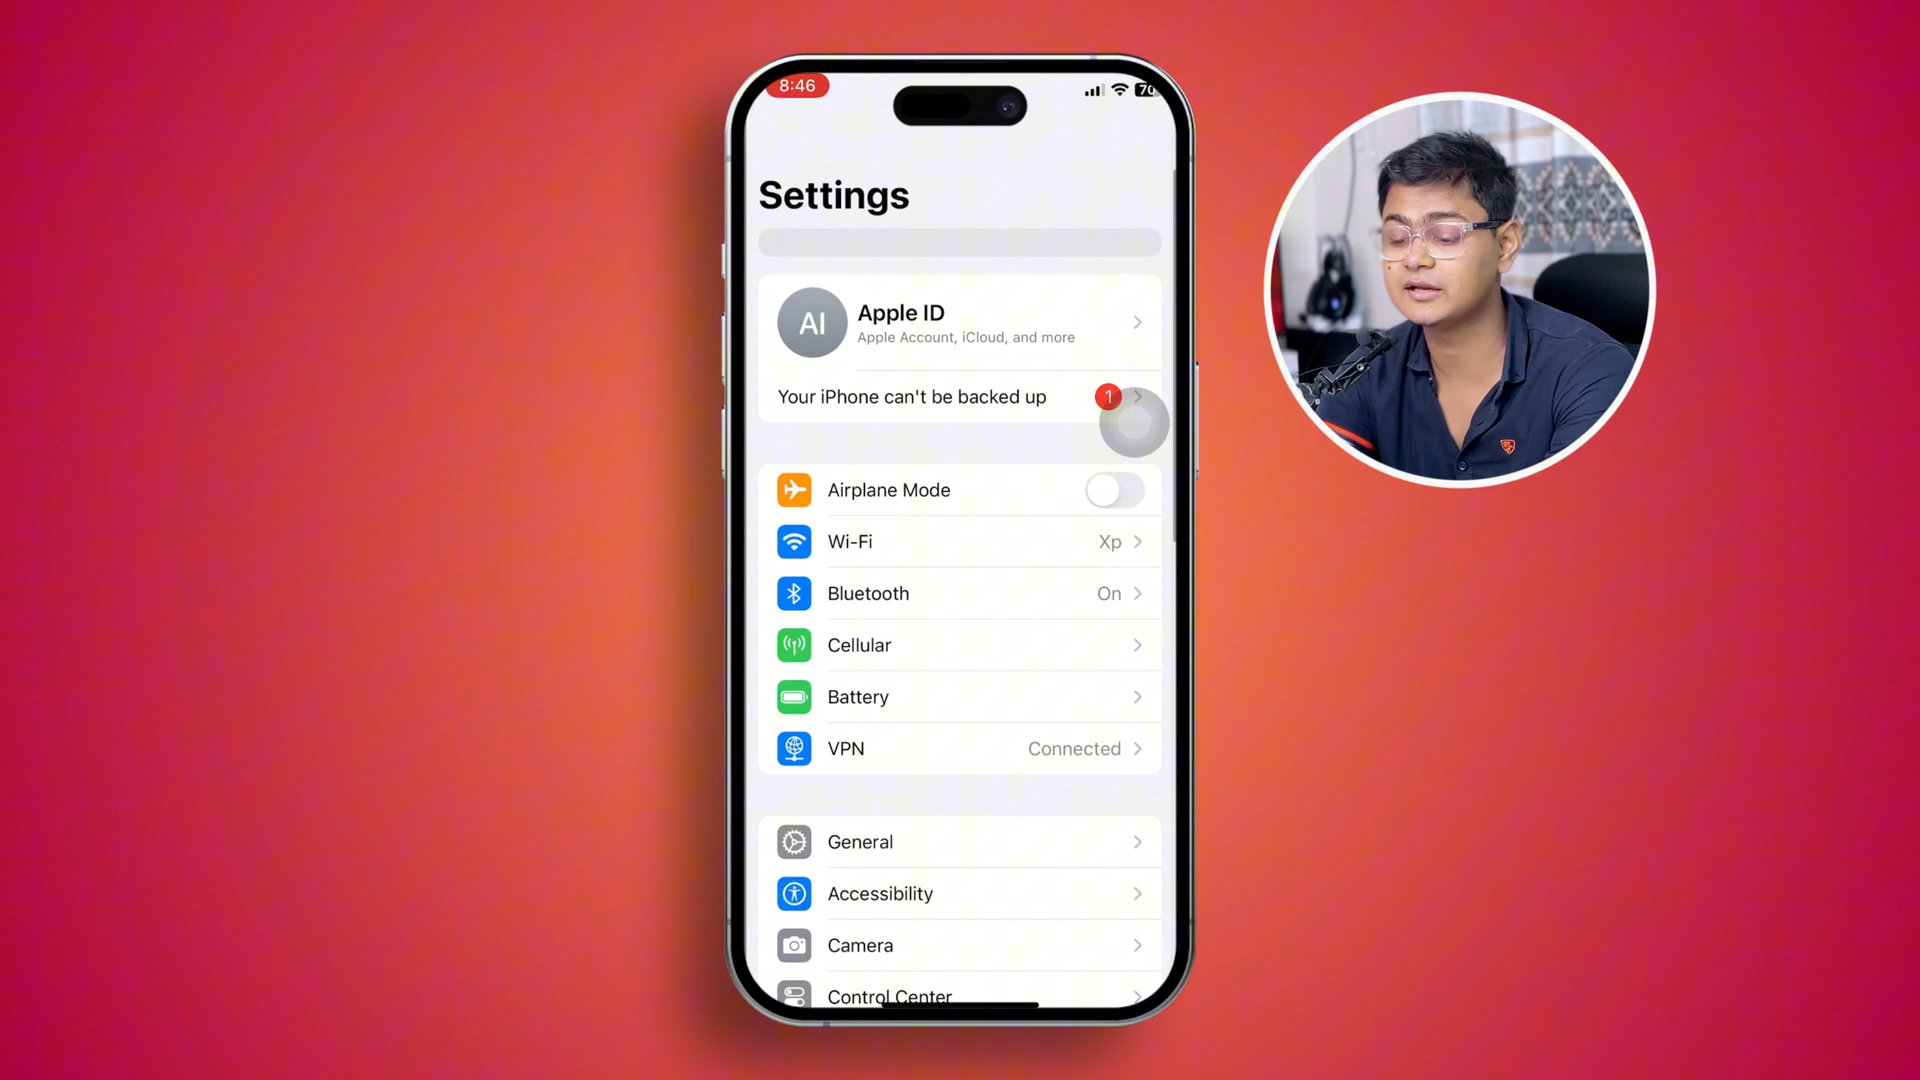 8:46
70
Settings
AI
Apple ID
Apple Account, iCloud, and more
Your iPhone can't be backed up
1
Airplane Mode
Wi-Fi
Xp
Bluetooth
On
Cellular
Battery
VPN
Connected
General
Accessibility
Camera
Control Center